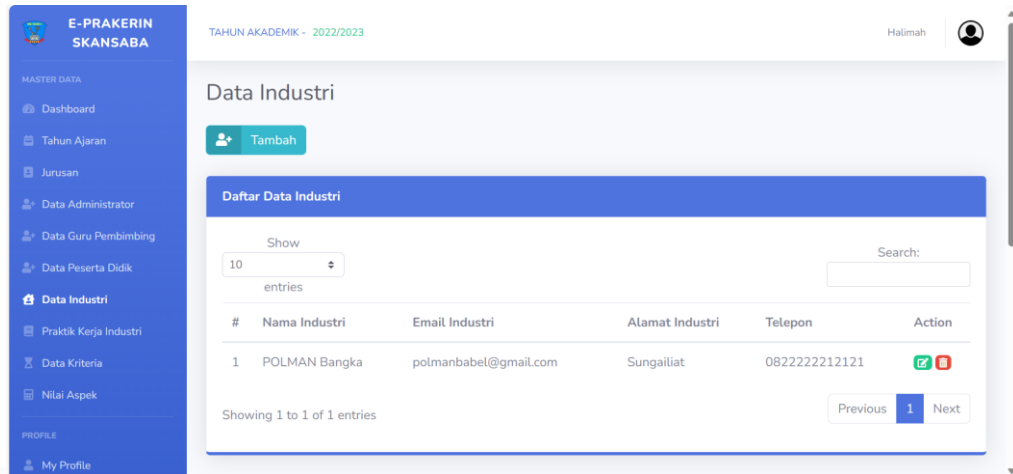 E-PRAKERIN
SKANSABA
MASTER DATA
Dashboard
Tahun Ajaran
Jurusan
Data Administrator
Data Guru Pembimbing
Data Peserta Didik
Data Industri
Praktik Kerja Industri
Data Kriteria
Nilai Aspek
PROFILE
My Profile
TAHUN AKADEMIK - 2022/2023
Halimah
Data Industri
Tambah
Daftar Data Industri
Show
10
entries
Search:
# Nama Industri Email Industri Alamat Industri Telepon Action
1 POLMAN Bangka polmanbabel@gmail.com Sungailiat 0822222212121
Showing 1 to 1 of 1 entries
Previous 1 Next